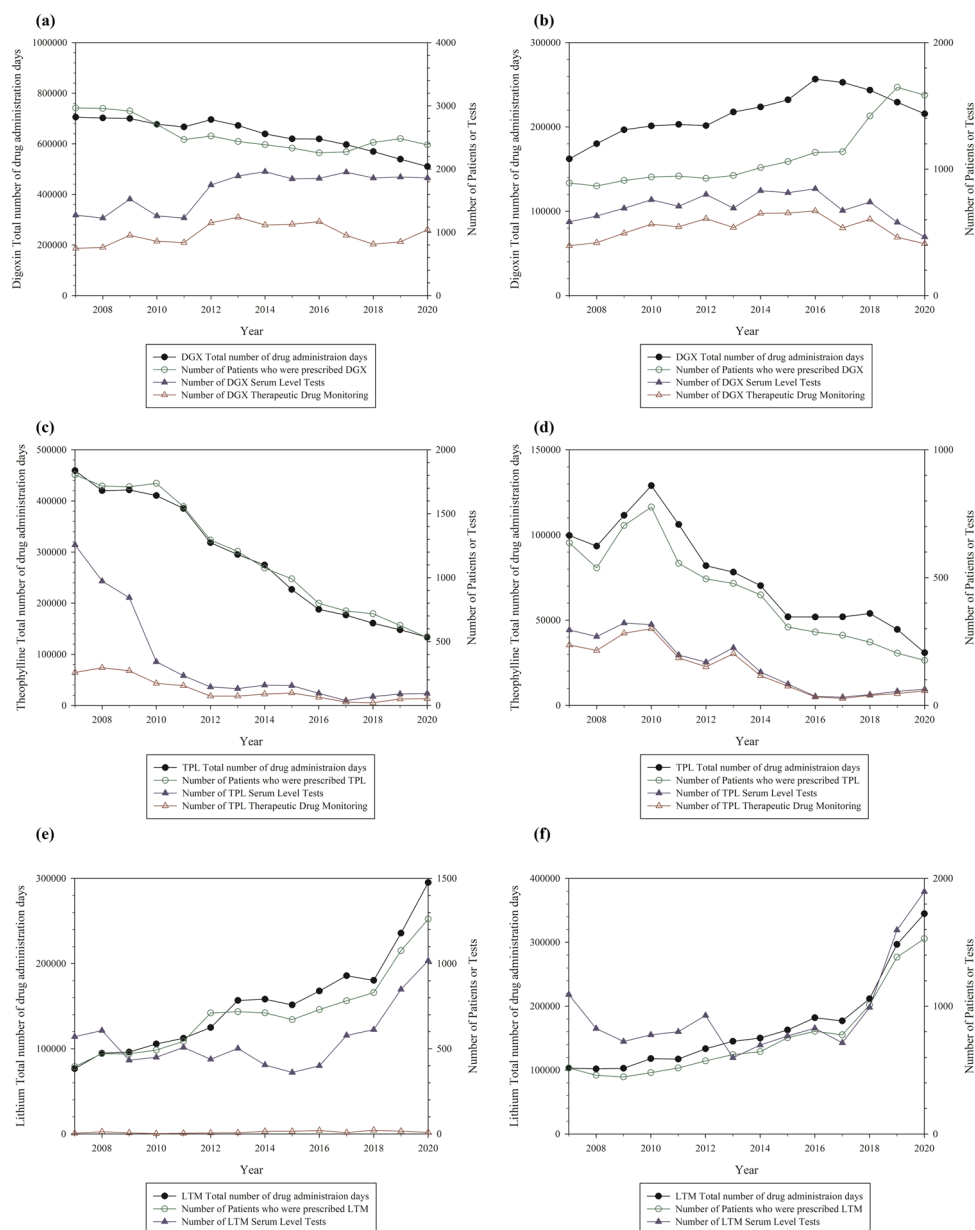 (a)
1000000
800000
600000
400000
200000
0
4000
3000
2000
1000
0
2008 2010 2012 2014 2016 2018 2020
Digoxin Total number of drug administration days
Number of Patients or Tests
Year
DGX Total number of drug administraion days
Number of Patients who were prescribed DGX
Number of DGX Serum Level Tests
Number of DGX Therapeutic Drug Monitoring
(b)
300000
200000
100000
0
2000
1000
0
2008 2010 2012 2014 2016 2018 2020
Digoxin Total number of drug administration days
Number of Patients or Tests
Year
DGX Total number of drug administraion days
Number of Patients who were prescribed DGX
Number of DGX Serum Level Tests
Number of DGX Therapeutic Drug Monitoring
(c)
500000
400000
300000
200000
100000
0
2000
1500
1000
500
0
2008 2010 2012 2014 2016 2018 2020
Theophylline Total number of drug administration days
Number of Patients or Tests
Year
TPL Total number of drug administraion days
Number of Patients who were prescribed TPL
Number of TPL Serum Level Tests
Number of TPL Therapeutic Drug Monitoring
(d)
150000
100000
50000
0
1000
500
0
2008 2010 2012 2014 2016 2018 2020
Theophylline Total number of drug administration days
Number of Patients or Tests
Year
TPL Total number of drug administraion days
Number of Patients who were prescribed TPL
Number of TPL Serum Level Tests
Number of TPL Therapeutic Drug Monitoring
(e)
300000
200000
100000
0
1500
1000
500
0
2008 2010 2012 2014 2016 2018 2020
Lithium Total number of drug administration days
Number of Patients or Tests
Year
LTM Total number of drug administraion days
Number of Patients who were prescribed LTM
Number of LTM Serum Level Tests
(f)
400000
300000
200000
100000
0
2000
1000
0
2008 2010 2012 2014 2016 2018 2020
Lithium Total number of drug administration days
Number of Patients or Tests
Year
LTM Total number of drug administraion days
Number of Patients who were prescribed LTM
Number of LTM Serum Level Tests